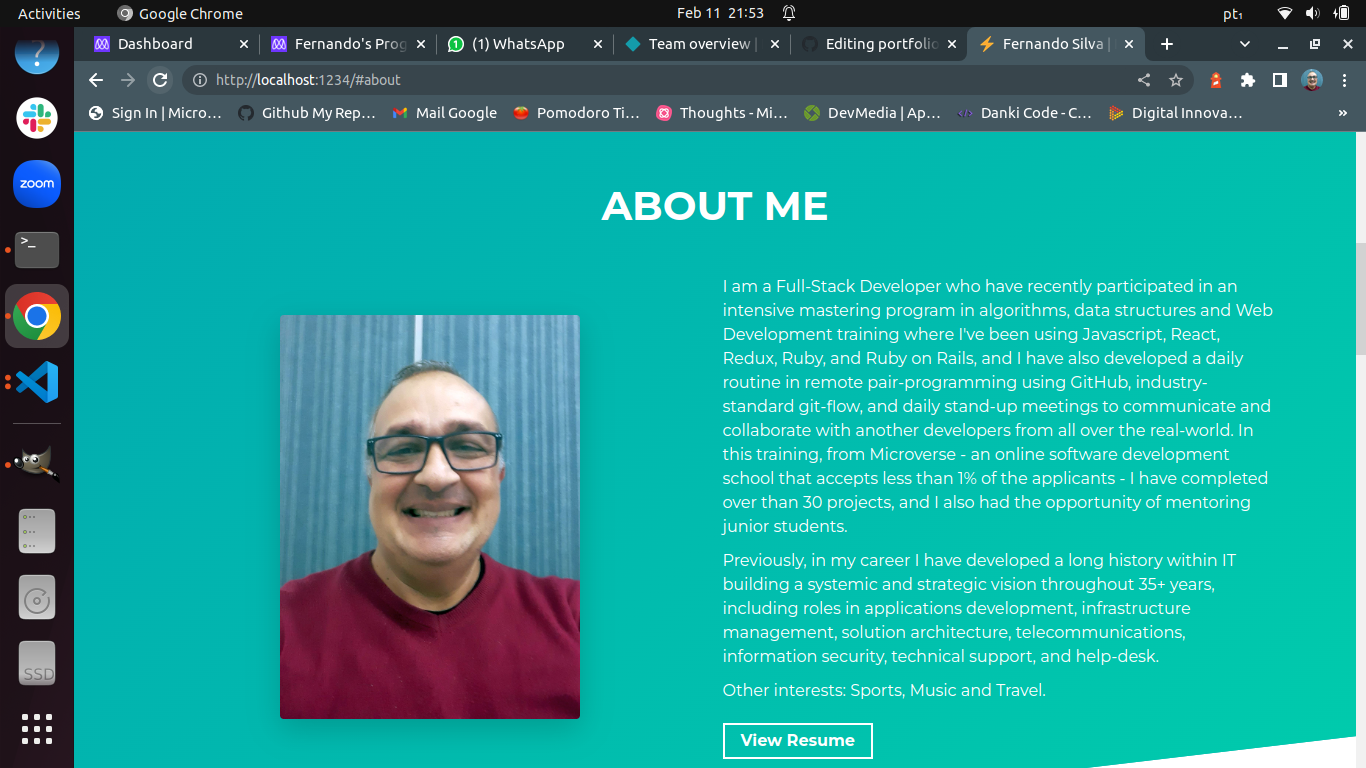 Activities
Google Chrome
Feb 11 21:53
pt₁
Dashboard
Fernando's Prog
(1) WhatsApp
Team overview |
Editing portfolio
Fernando Silva |
http://localhost:1234/#about
Sign In | Micro…
Github My Rep…
Mail Google
Pomodoro Ti…
Thoughts - Mi…
DevMedia | Ap…
Danki Code - C…
Digital Innova…
»
zoom
>_
SSD
ABOUT ME
I am a Full-Stack Developer who have recently participated in an
intensive mastering program in algorithms, data structures and Web
Development training where I've been using Javascript, React,
Redux, Ruby, and Ruby on Rails, and I have also developed a daily
routine in remote pair-programming using GitHub, industry-
standard git-flow, and daily stand-up meetings to communicate and
collaborate with another developers from all over the real-world. In
this training, from Microverse - an online software development
school that accepts less than 1% of the applicants - I have completed
over than 30 projects, and I also had the opportunity of mentoring
junior students.
Previously, in my career I have developed a long history within IT
building a systemic and strategic vision throughout 35+ years,
including roles in applications development, infrastructure
management, solution architecture, telecommunications,
information security, technical support, and help-desk.
Other interests: Sports, Music and Travel.
View Resume